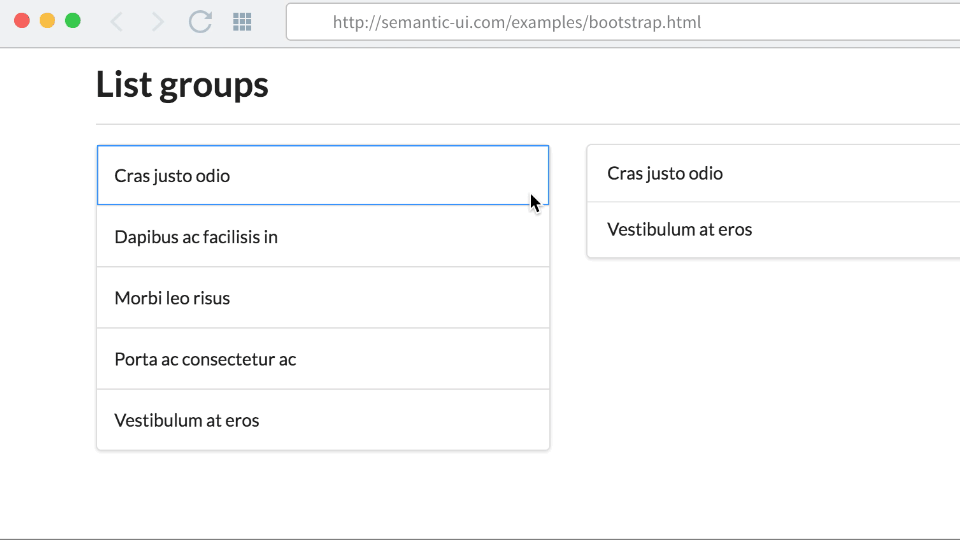 http://semantic-ui.com/examples/bootstrap.html
List groups
Cras justo odio
Dapibus ac facilisis in
Morbi leo risus
Porta ac consectetur ac
Vestibulum at eros
Cras justo odio
Vestibulum at eros